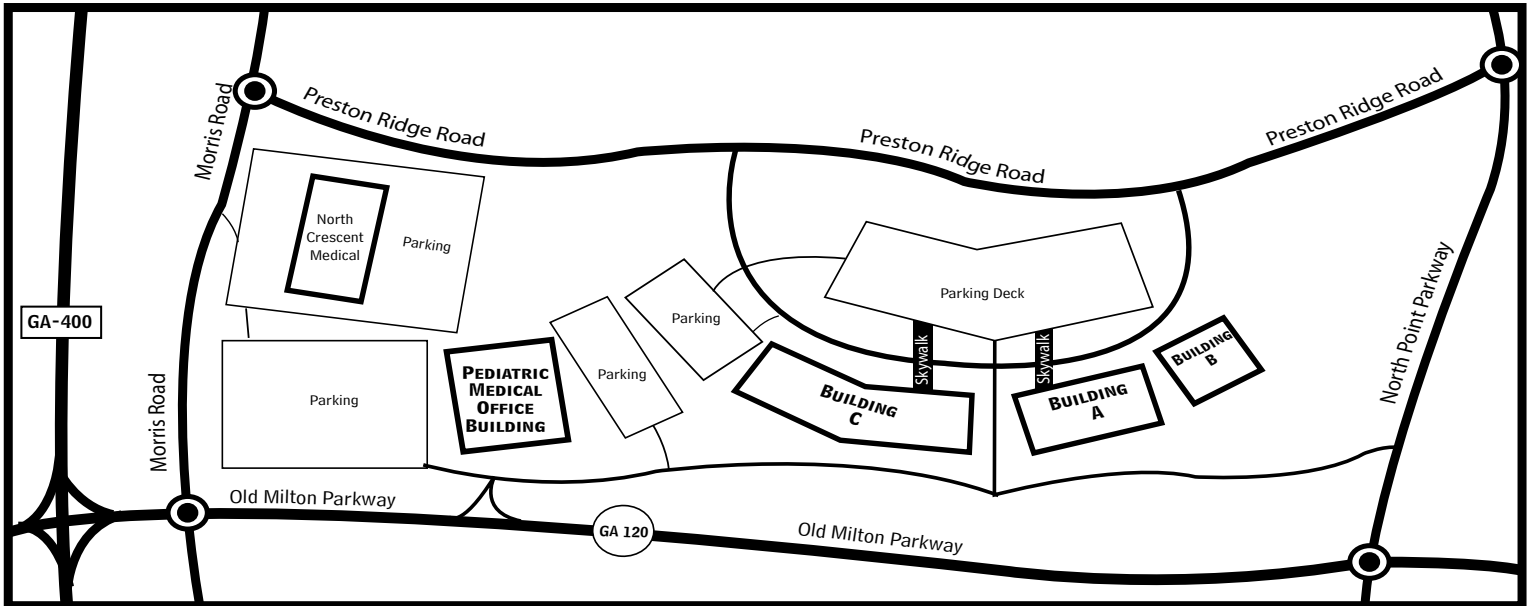 Morris Road
Preston Ridge Road
Preston Ridge Road
Preston Ridge Road
North
Crescent
Medical
Parking
GA-400
Parking Deck
North Point Parkway
Parking
Skywalk
Skywalk
BUILDING
B
Parking
PEDIATRIC
MEDICAL
OFFICE
BUILDING
Parking
BUILDING
C
BUILDING
A
Morris Road
Old Milton Parkway
GA 120
Old Milton Parkway